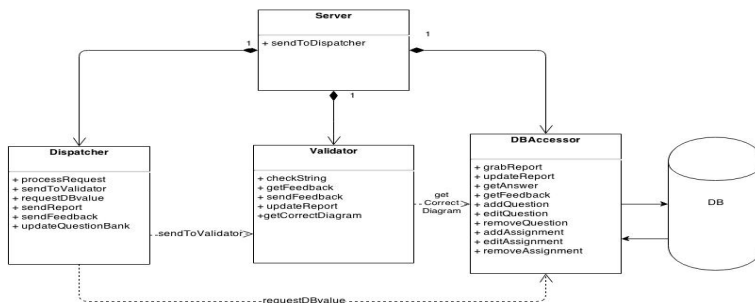 Server
+ sendToDispatcher
1
1
1
Dispatcher
+ processRequest
+ sendToValidator
+ requestDBvalue
+ sendReport
+ sendFeedback
+ updateQuestionBank
Validator
+ checkString
+ getFeedback
+ sendFeedback
+ updateReport
+getCorrectDiagram
DBAccessor
+ grabReport
+ updateReport
+ getAnswer
+ getFeedback
+ addQuestion
+ editQuestion
+ removeQuestion
+ addAssignment
+ editAssignment
+ removeAssignment
DB
get
Correct
Diagram
sendToValidator
requestDBvalue